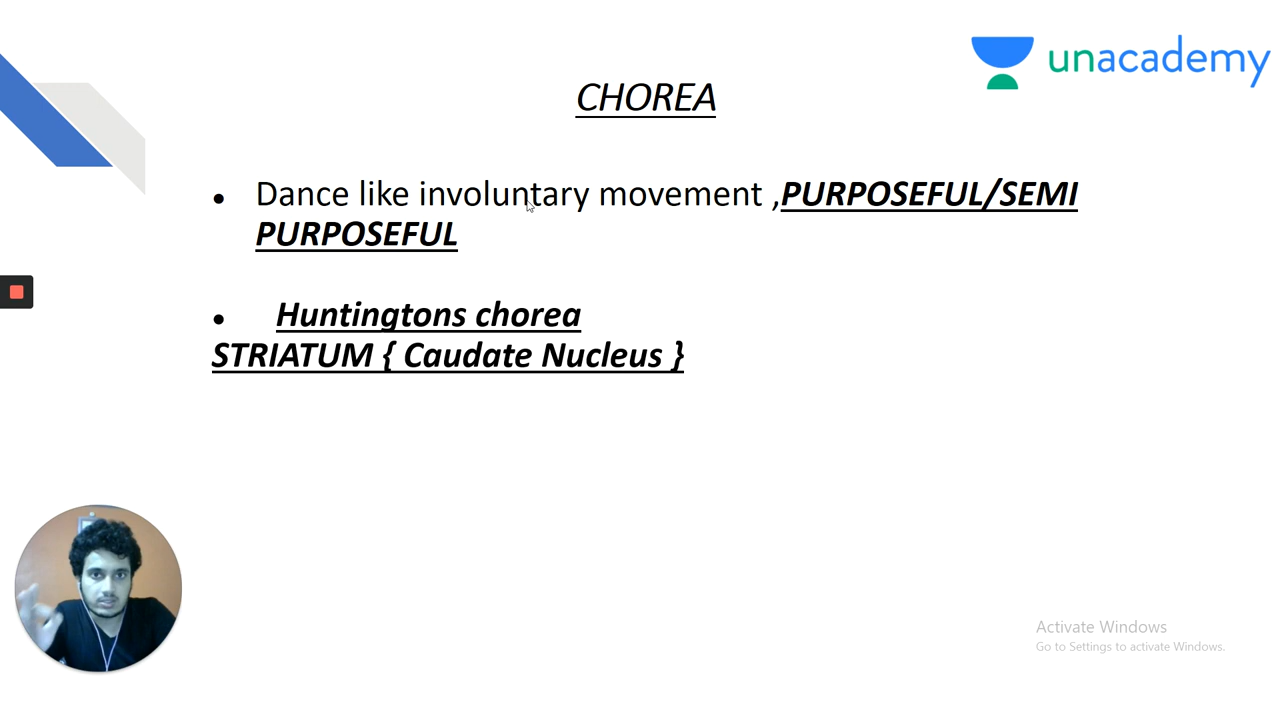 unacademy
CHOREA
Dance like involuntary movement ,PURPOSEFUL/SEMI
PURPOSEFUL
Huntingtons chorea
STRIATUM { Caudate Nucleus }
Activate Windows
Go to Settings to activate Windows.